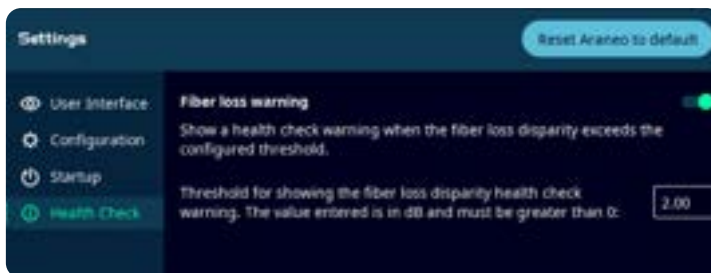 Settings
Reset Araneo to default
User Interface
Configuration
Startup
Health Check
Fiber loss warning
Show a health check warning when the fiber loss disparity exceeds the
configured threshold.
Threshold for showing the fiber loss disparity health check
warning. The value entered is in dB and must be greater than 0:
2.00